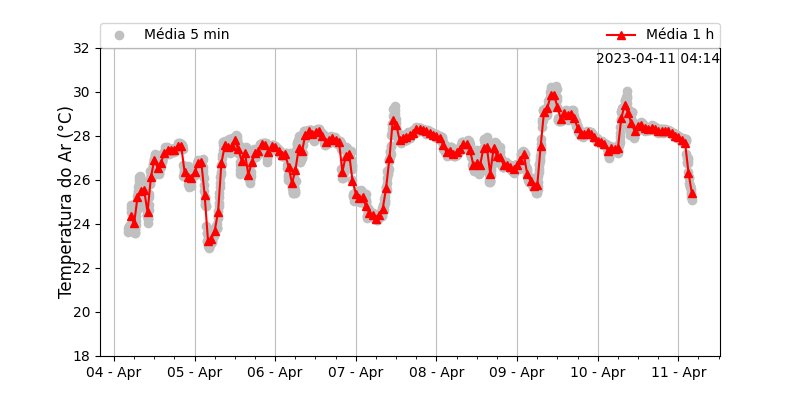 Média 5 min
Média 1 h
2023-04-11 04:14
Temperatura do Ar (°C)
32
30
28
26
24
22
20
18
04 - Apr
05 - Apr
06 - Apr
07 - Apr
08 - Apr
09 - Apr
10 - Apr
11 - Apr